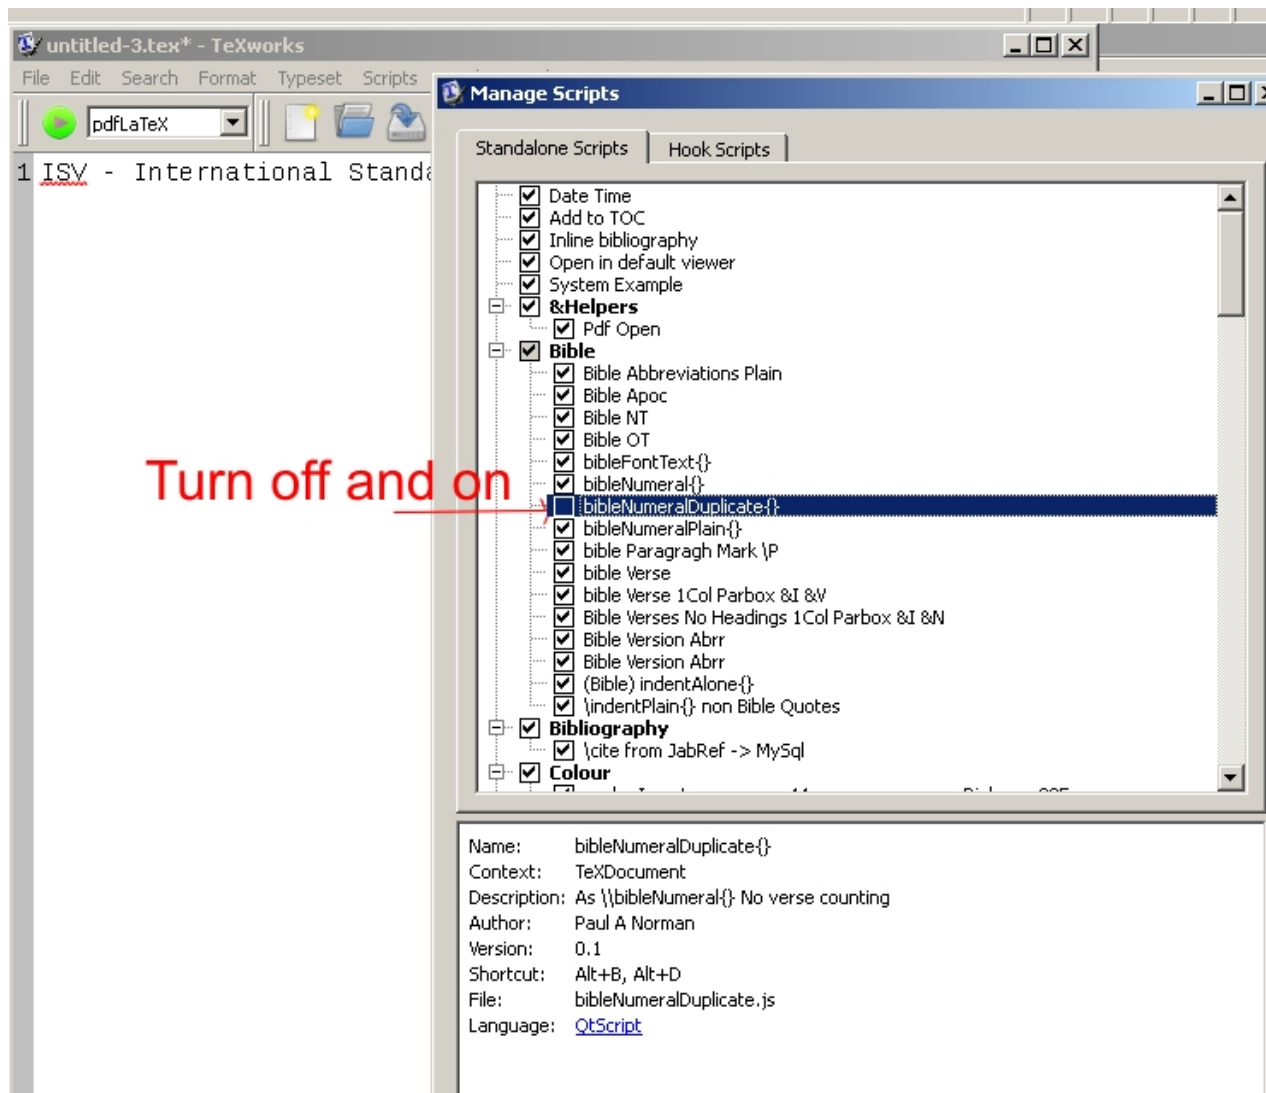 untitled-3.tex* - TeXworks
File Edit Search Format Typeset Scripts
pdfLaTeX
1 ISV - International
Manage Scripts
Standalone Scripts
Hook Scripts
Date Time
Add to TOC
Inline bibliography
Open in default viewer
System Example
&Helpers
Pdf Open
Bible
Bible Abbreviations Plain
Bible Apoc
Bible NT
Bible OT
bibleFontText{}
bibleNumeral{}
Turn off and on
bibleNumeralDuplicate{}
bibleNumeralPlain{}
bible Paragragh Mark \P
bible Verse
bible Verse 1Col Parbox &I &V
Bible Verses No Headings 1Col Parbox &I &N
Bible Version Abrr
Bible Version Abrr
(Bible) indentAlone{}
\indentPlain{} non Bible Quotes
Bibliography
\cite from JabRef -> MySql
Colour
Name: bibleNumeralDuplicate{}
Context: TeXDocument
Description: As \\bibleNumeral{} No verse counting
Author: Paul A Norman
Version: 0.1
Shortcut: Alt+B, Alt+D
File: bibleNumeralDuplicate.js
Language: QtScript